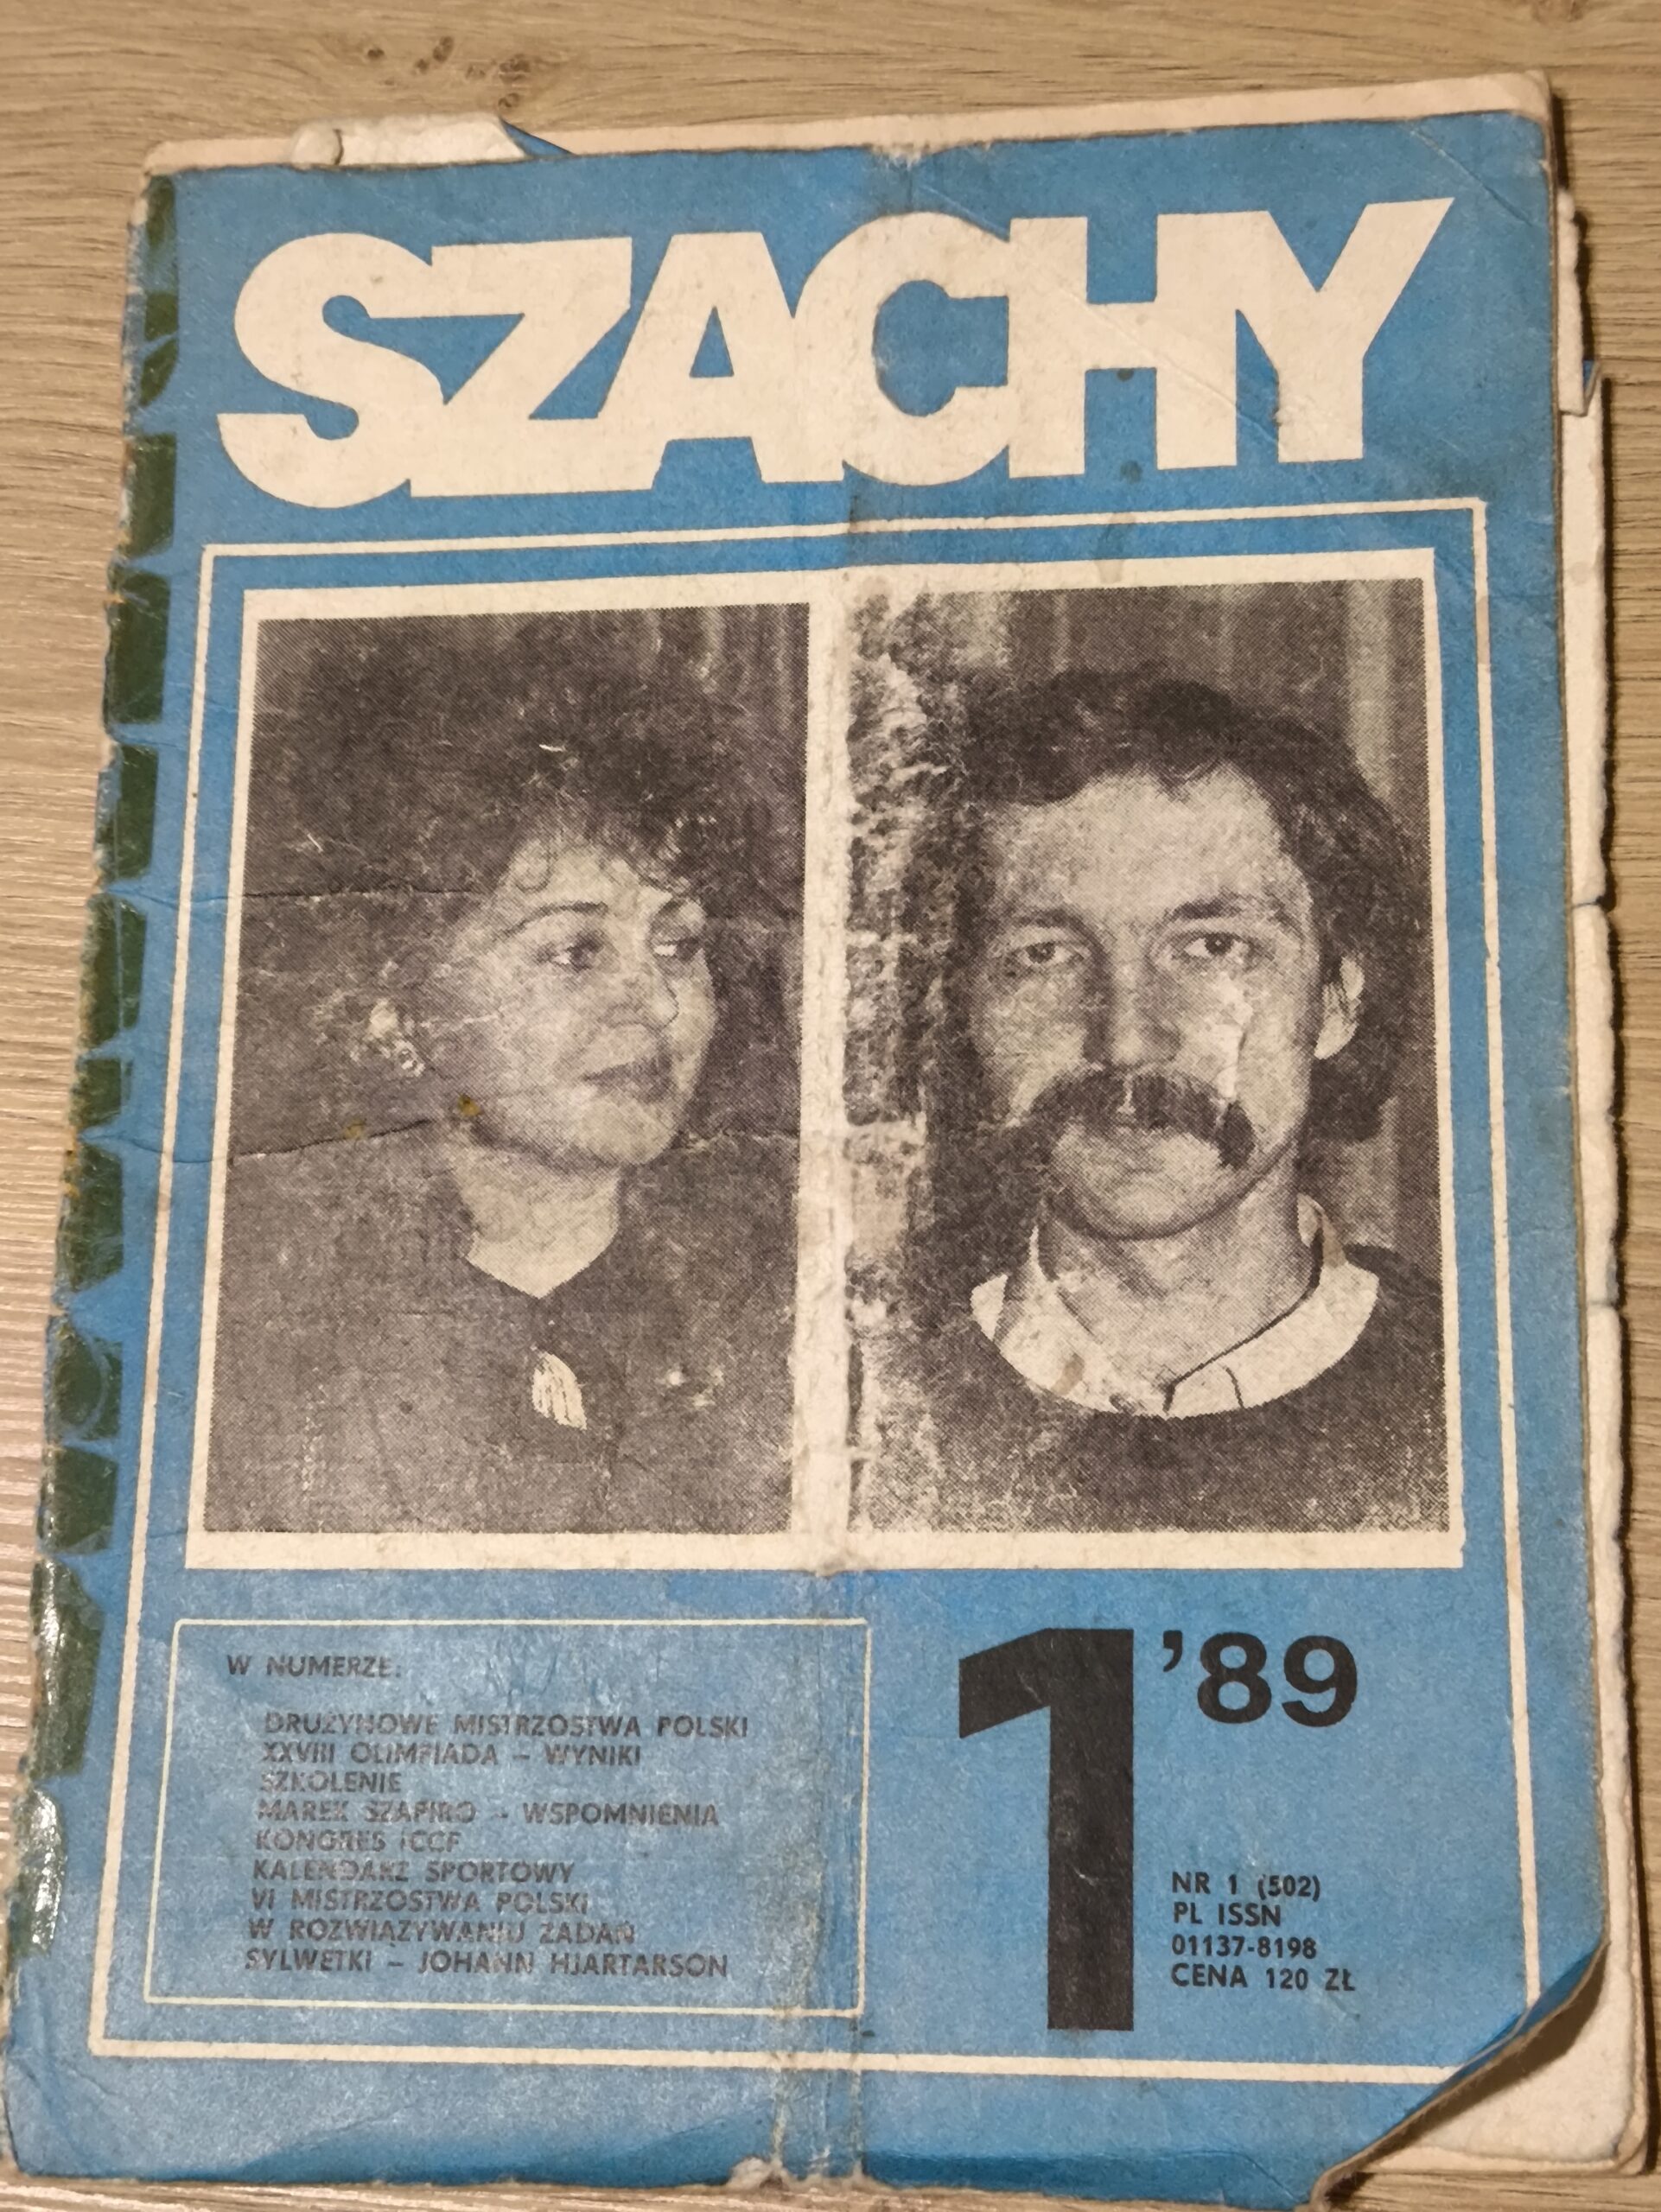 SZACHY
W NUMERZE:
DRUŻYNOWE MISTRZOSTWA POLSKI
XXVIII OLIMPIADA – WYNIKI
SZKOLENIE
MAREK SZAPIRO – WSPOMNIENIA
KONGRES ICCF
KALENDARZ SPORTOWY
VI MISTRZOSTWA POLSKI
W ROZWIĄZYWANIU ZADAŃ
SYLWETKI – JOHANN HJARTARSON
1 '89
NR 1 (502)
PL ISSN
01137-8198
CENA 120 ZŁ